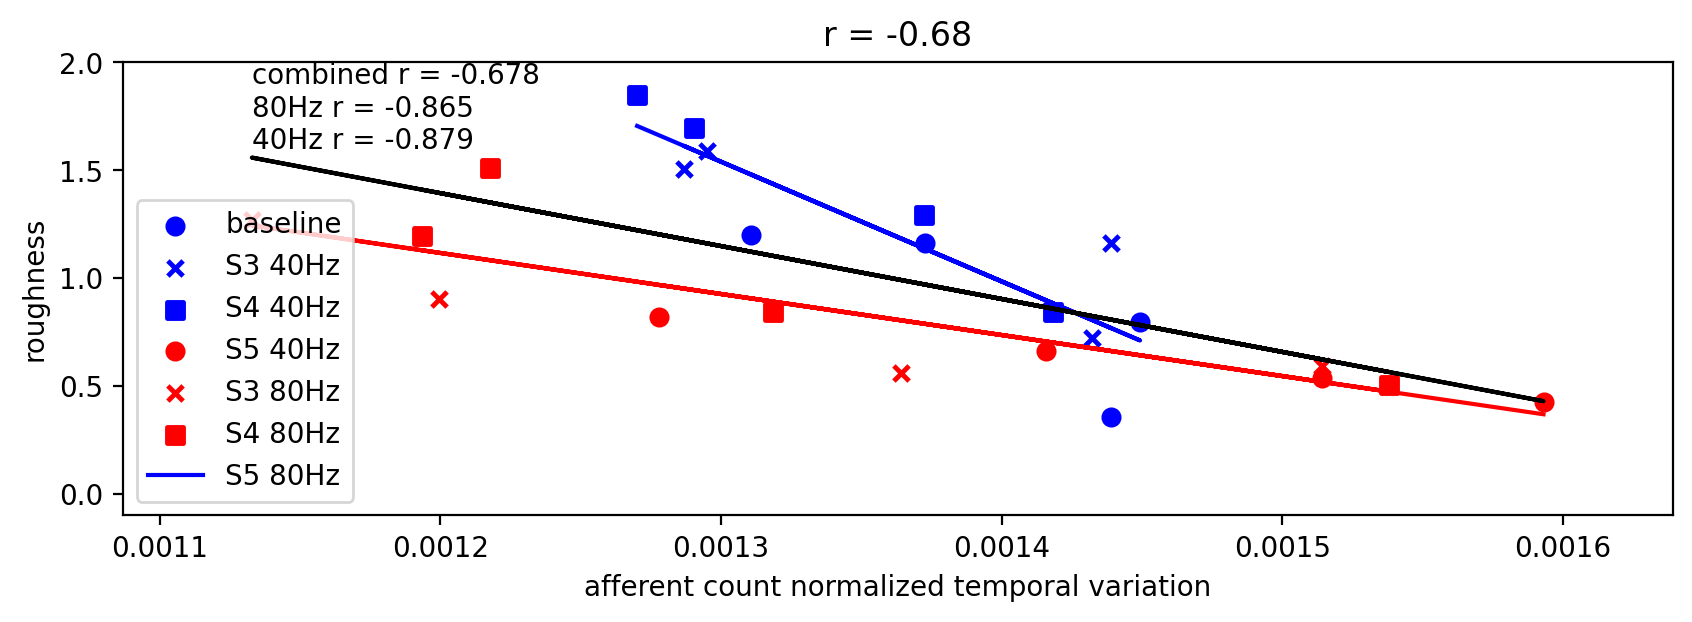 r = -0.68
combined r = -0.678
80Hz r = -0.865
40Hz r = -0.879
2.0
1.5
1.0
0.5
0.0
roughness
baseline
S3 40Hz
S4 40Hz
S5 40Hz
S3 80Hz
S4 80Hz
S5 80Hz
0.0011 0.0012 0.0013 0.0014 0.0015 0.0016
afferent count normalized temporal variation